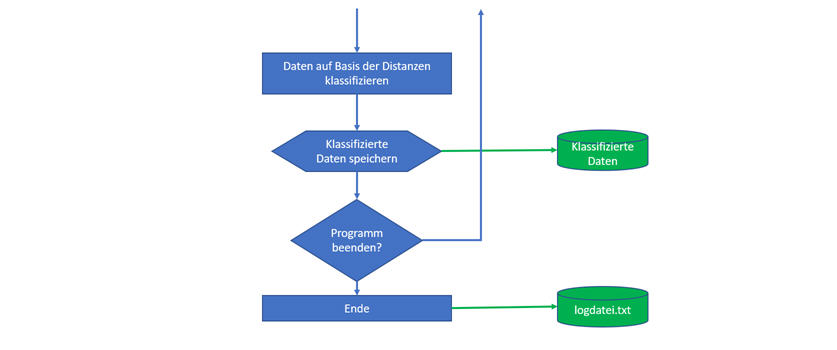 Daten auf Basis der Distanzen
klassifizieren
Klassifizierte
Daten speichern
Klassifizierte
Daten
Programm
beenden?
Ende
logdatei.txt